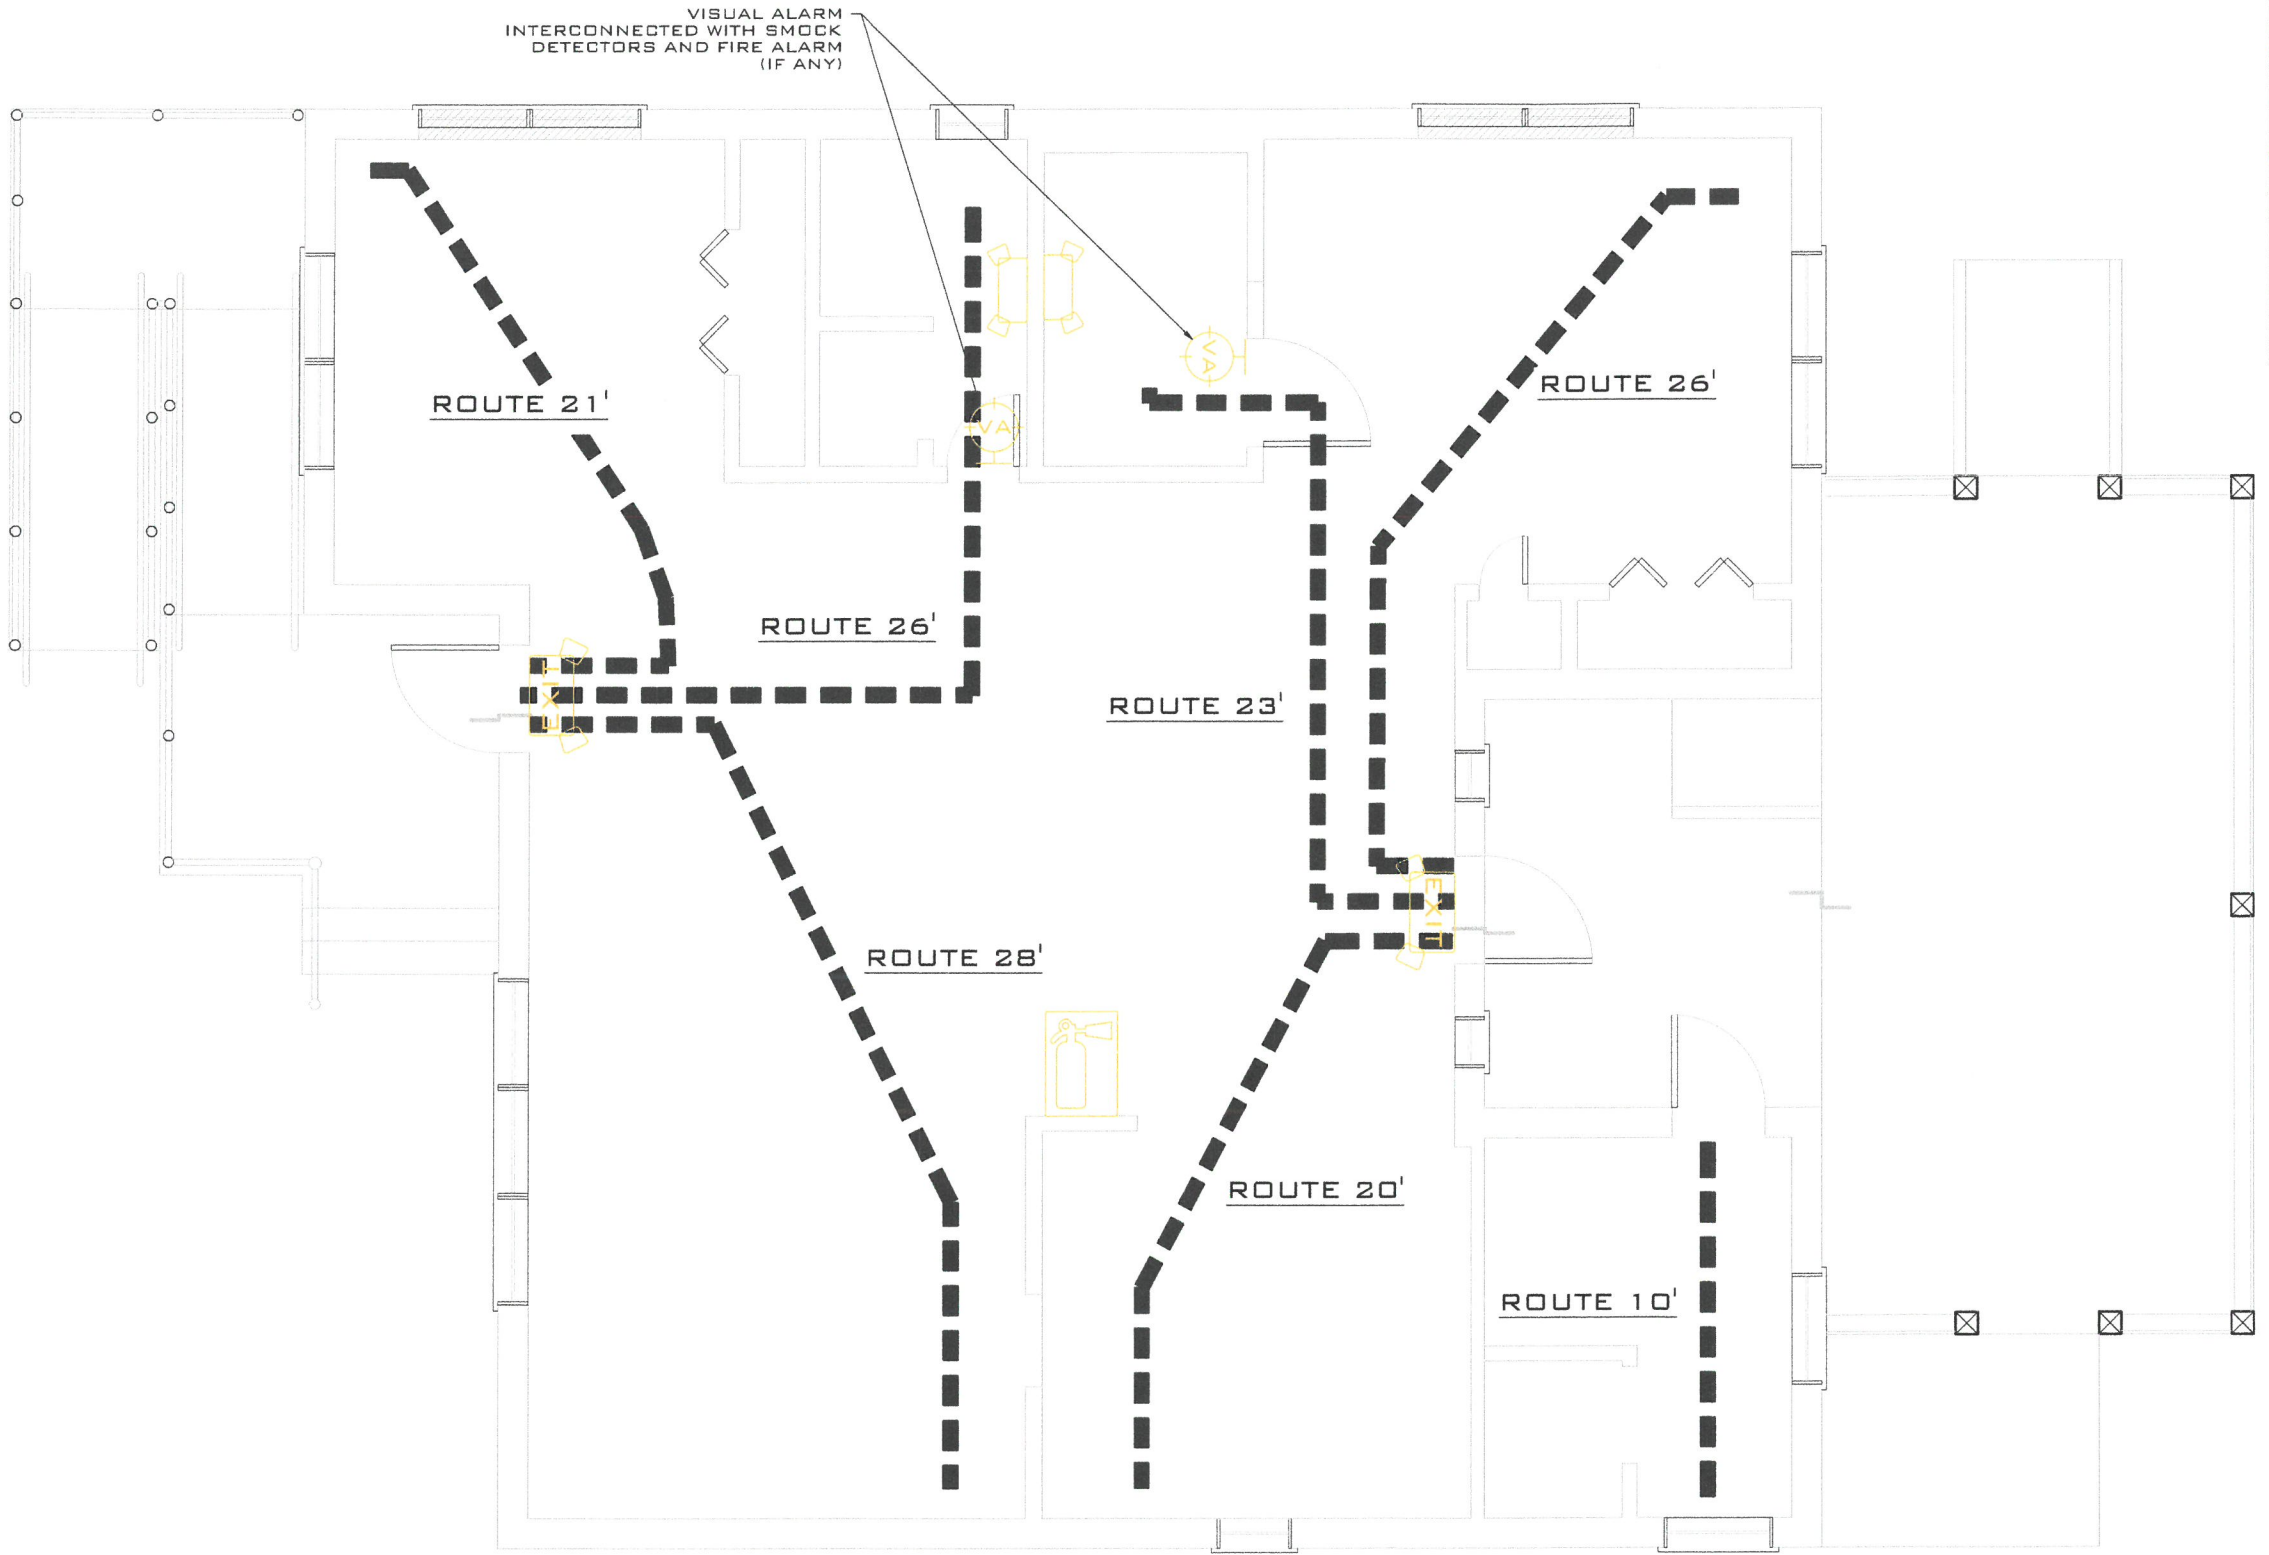 VISUAL ALARM
INTERCONNECTED WITH SMOCK
DETECTORS AND FIRE ALARM
(IF ANY)
ROUTE 21'
ROUTE 26'
VA
VA
ROUTE 26'
EXIT
ROUTE 23'
EXIT
ROUTE 28'
ROUTE 20'
ROUTE 10'